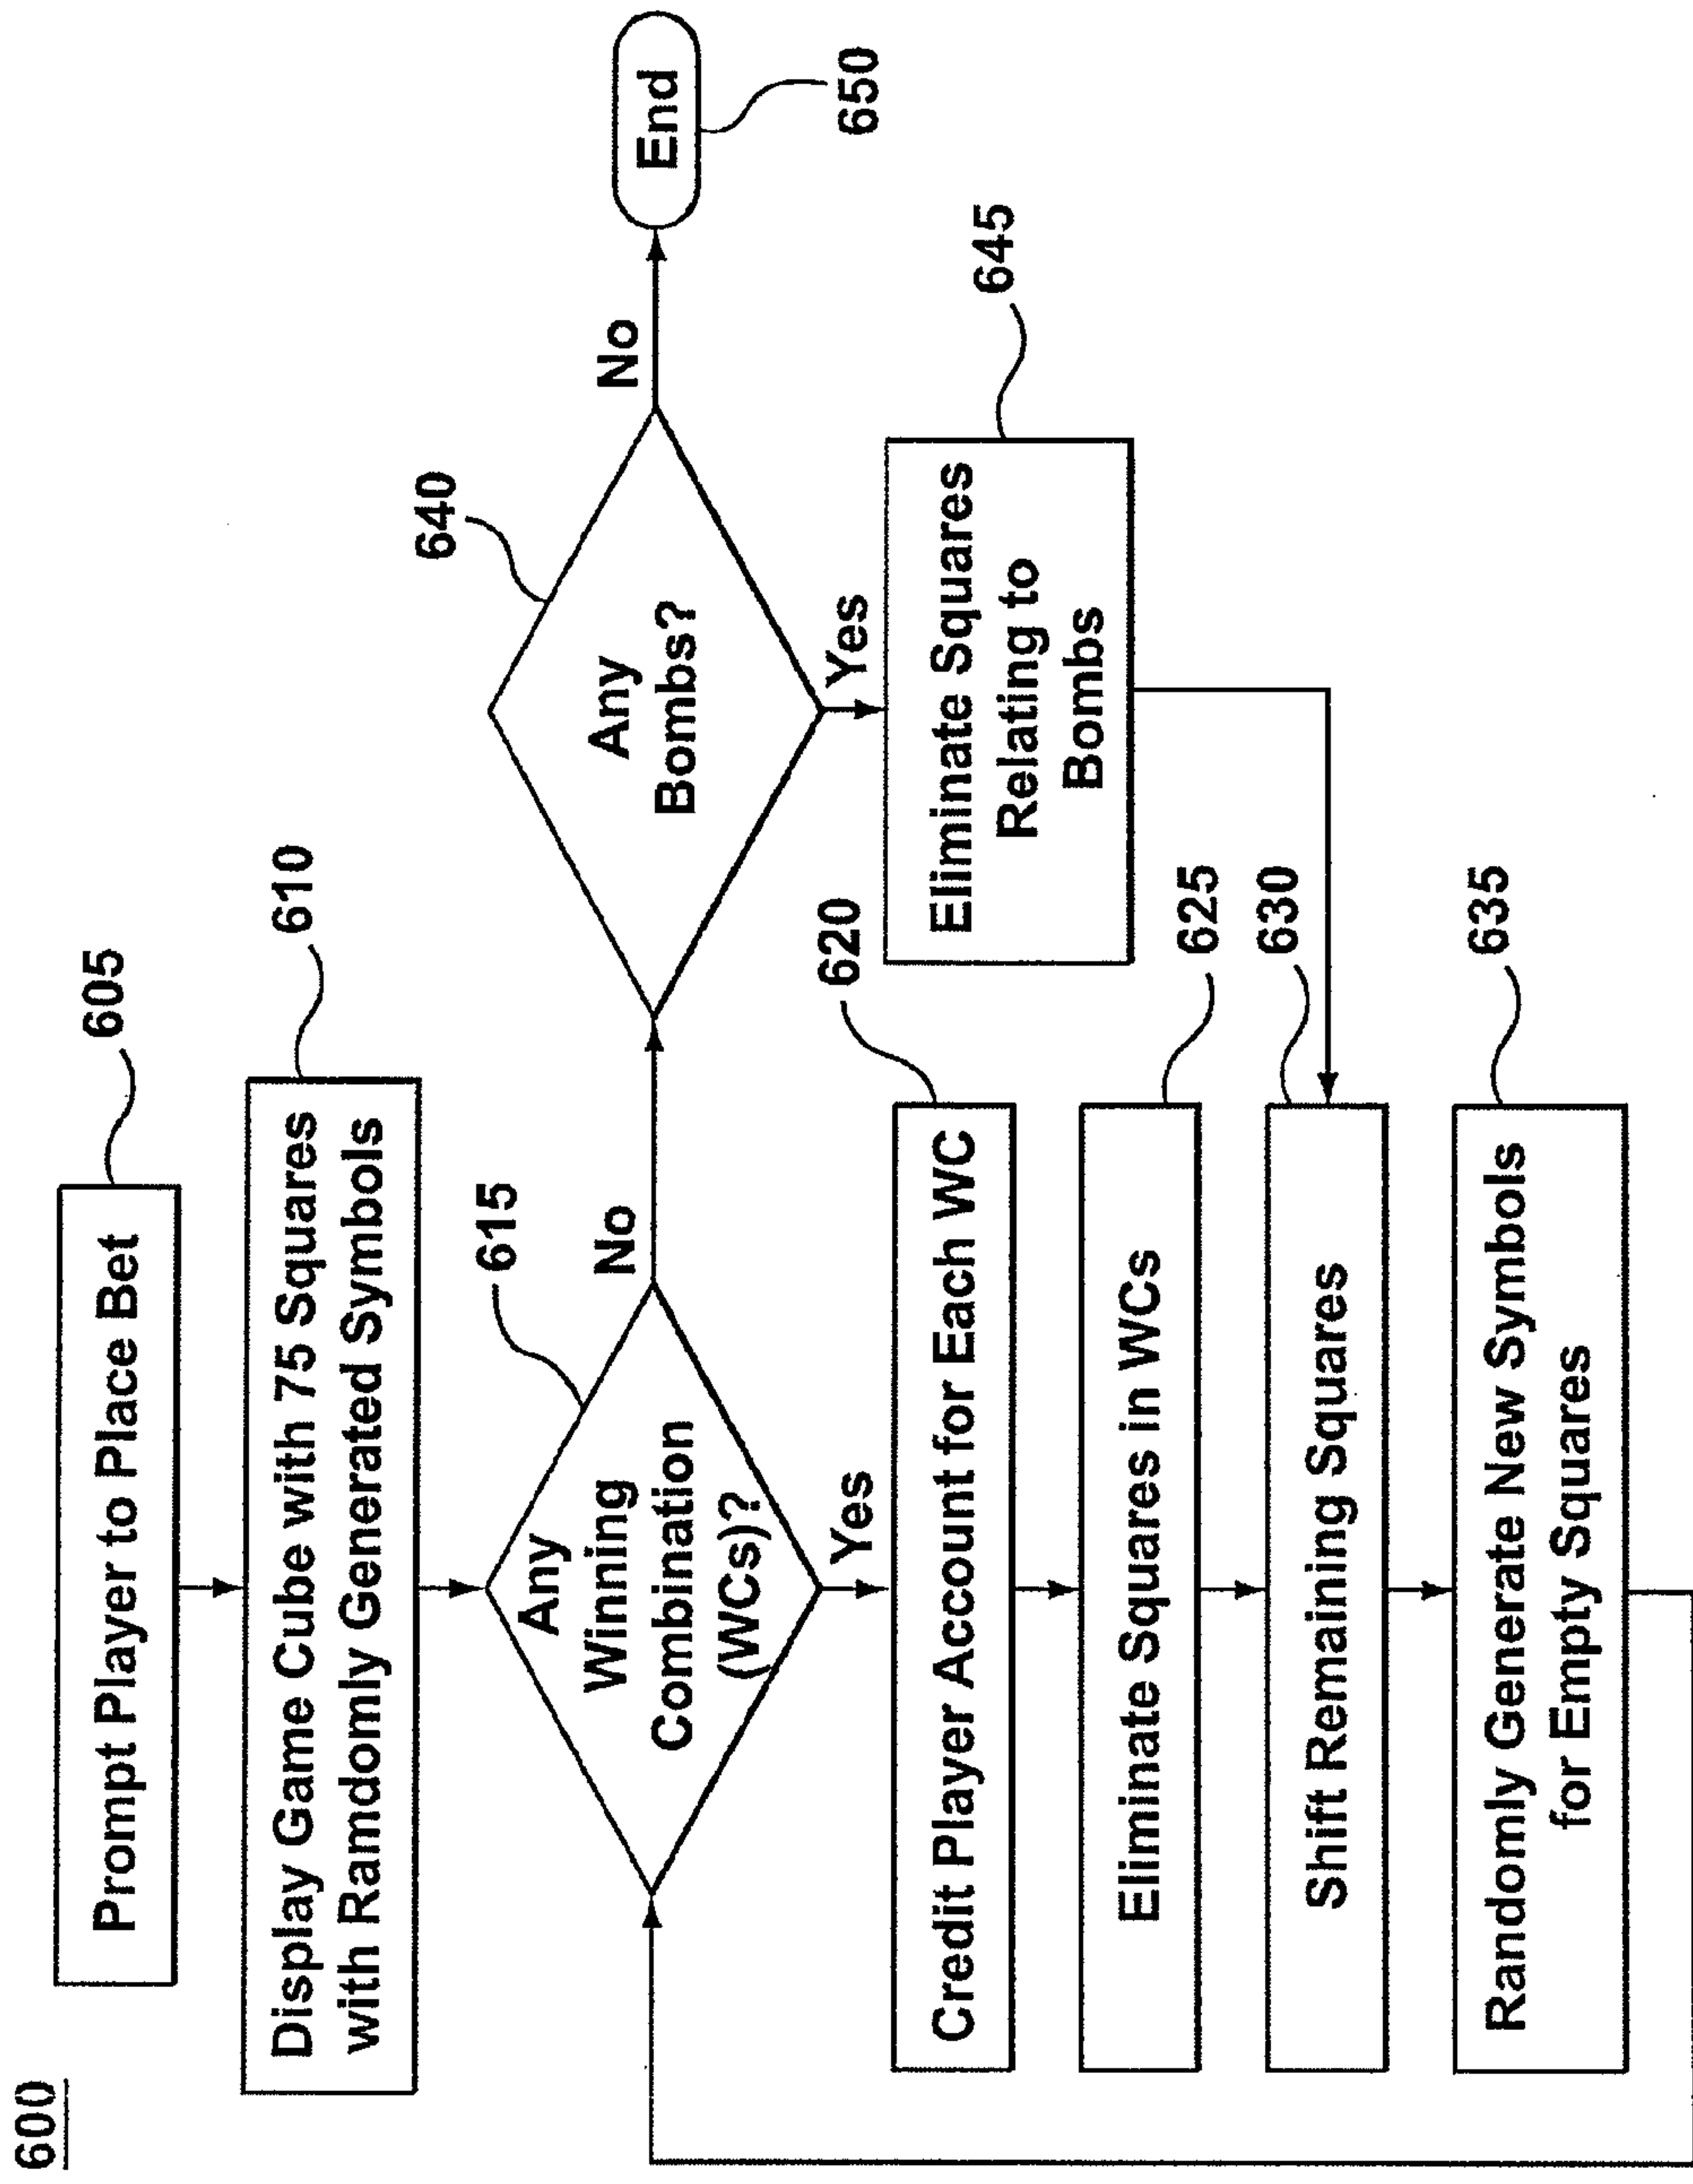 600
Prompt Player to Place Bet
605
Display Game Cube with 75 Squares
with Ramdomly Generated Symbols
610
Any
Winning
Combination
(WCs)?
615
No
Yes
Any
Bombs?
640
No
Yes
End
650
Eliminate Squares
Relating to
Bombs
645
Credit Player Account for Each WC
620
Eliminate Squares in WCs
625
Shift Remaining Squares
630
Randomly Generate New Symbols
for Empty Squares
635